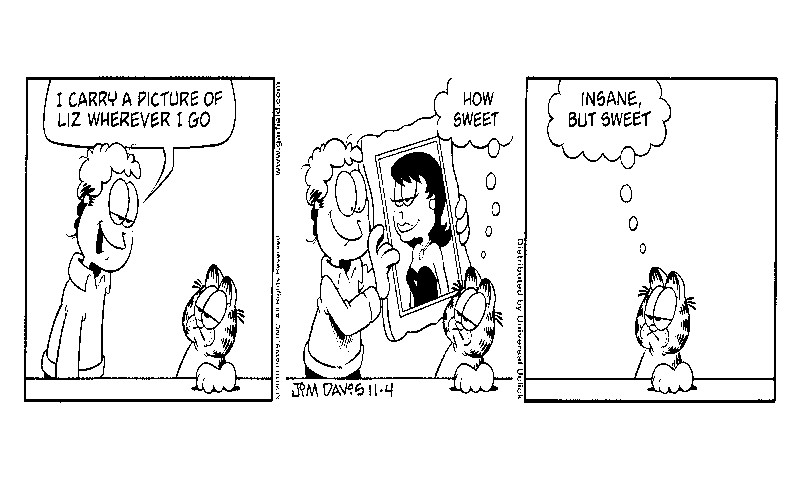 I CARRY A PICTURE OF
LIZ WHEREVER I GO
www.garfield.com
HOW
SWEET
JIM DAVIS 11-4
INSANE,
BUT SWEET
Distributed by Universal Uclick